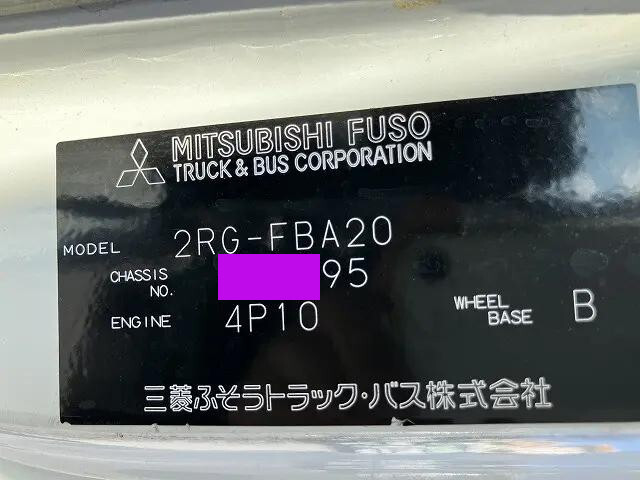 MITSUBISHI FUSO
TRUCK & BUS CORPORATION
MODEL 2RG-FBA20
CHASSIS NO. 95
ENGINE 4P10
WHEEL BASE B
三菱ふそうトラック・バス株式会社